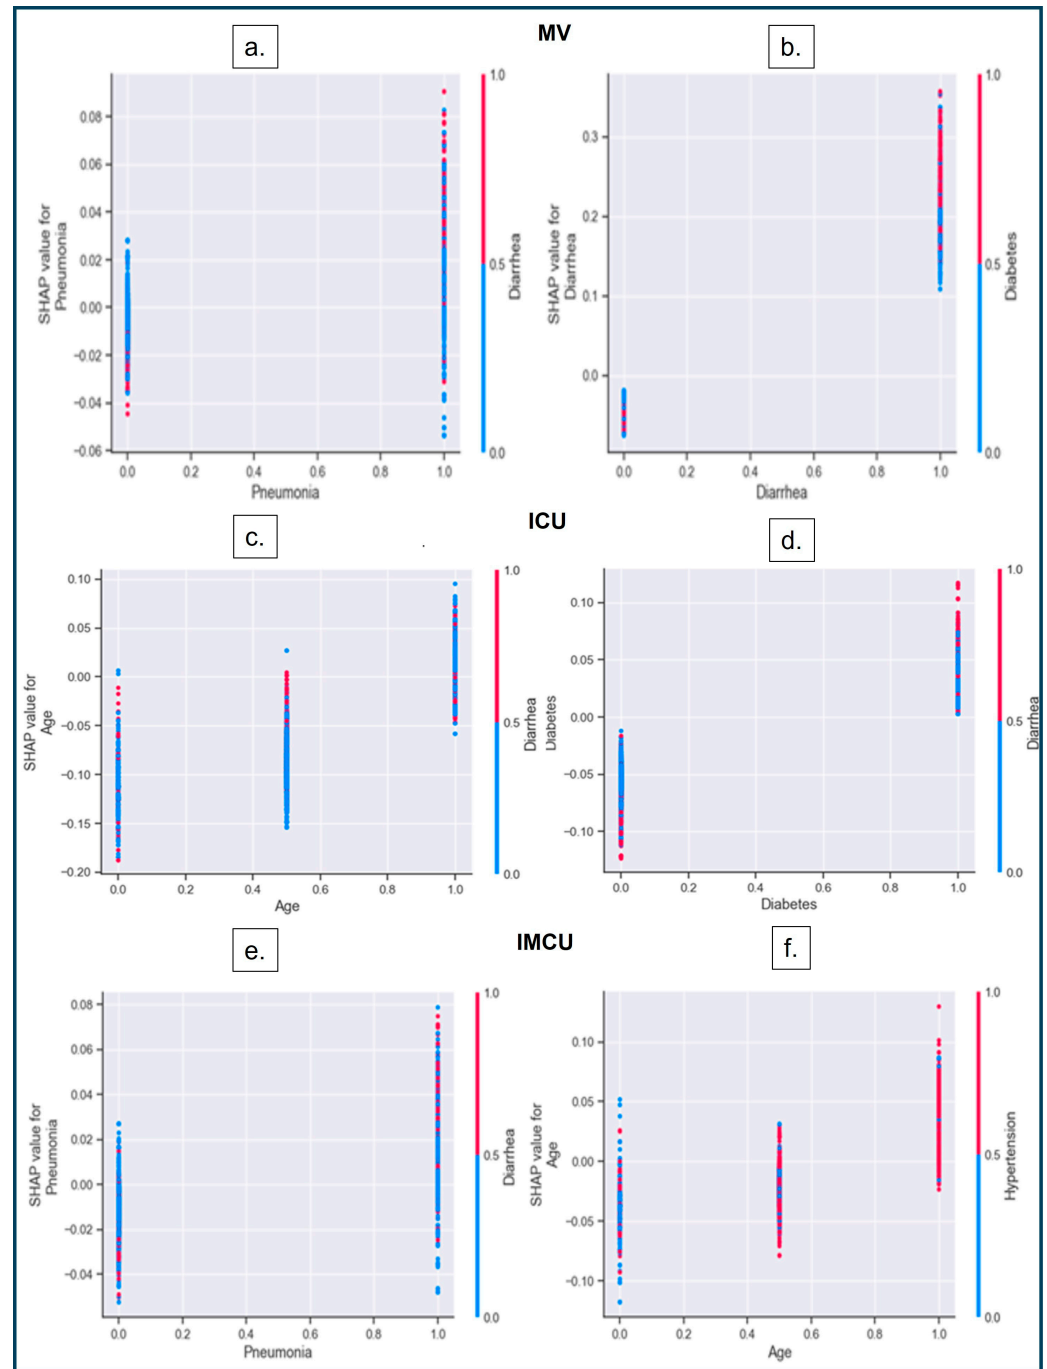 MV
a.
b.
1.0
0.08
0.06
0.04
0.02
0.00
−0.02
−0.04
−0.06
SHAP value for
Pneumonia
0.0 0.2 0.4 0.6 0.8 1.0
Pneumonia
0.5
0.0
Diarrhea
1.0
0.3
0.2
0.1
0.0
SHAP value for
Diarrhea
0.0 0.2 0.4 0.6 0.8 1.0
Diarrhea
0.5
0.0
Diabetes
ICU
c.
d.
1.0
0.10
0.05
0.00
−0.05
−0.10
−0.15
−0.20
SHAP value for
Age
0.0 0.2 0.4 0.6 0.8 1.0
Age
0.5
0.0
Diarrhea
1.0
0.10
0.05
0.00
−0.05
−0.10
Diabetes
0.0 0.2 0.4 0.6 0.8 1.0
Diabetes
0.5
0.0
Diarrhea
IMCU
e.
f.
1.0
0.08
0.06
0.04
0.02
0.00
−0.02
−0.04
SHAP value for
Pneumonia
0.0 0.2 0.4 0.6 0.8 1.0
Pneumonia
0.5
0.0
Diarrhea
1.0
0.10
0.05
0.00
−0.05
−0.10
SHAP value for
Age
0.0 0.2 0.4 0.6 0.8 1.0
Age
0.5
0.0
Hypertension